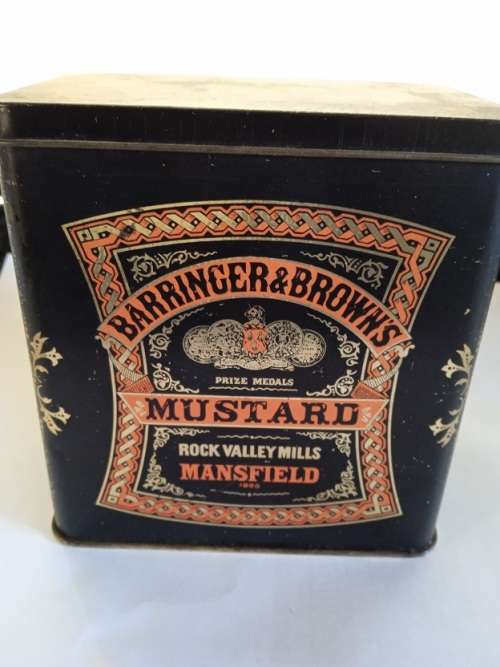 BARRINGER & BROWN'S
PRIZE MEDALS
MUSTARD
ROCK VALLEY MILLS
MANSFIELD